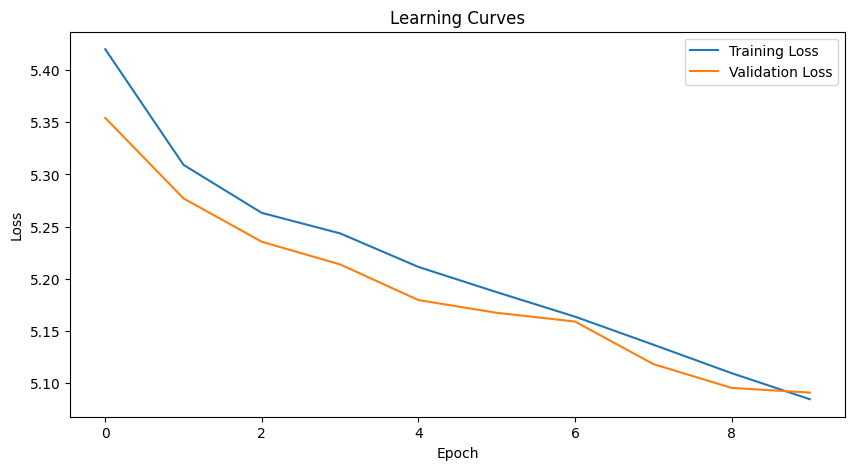 Learning Curves
Training Loss
Validation Loss
5.40
5.35
5.30
5.25
5.20
5.15
5.10
Loss
0
2
4
6
8
Epoch